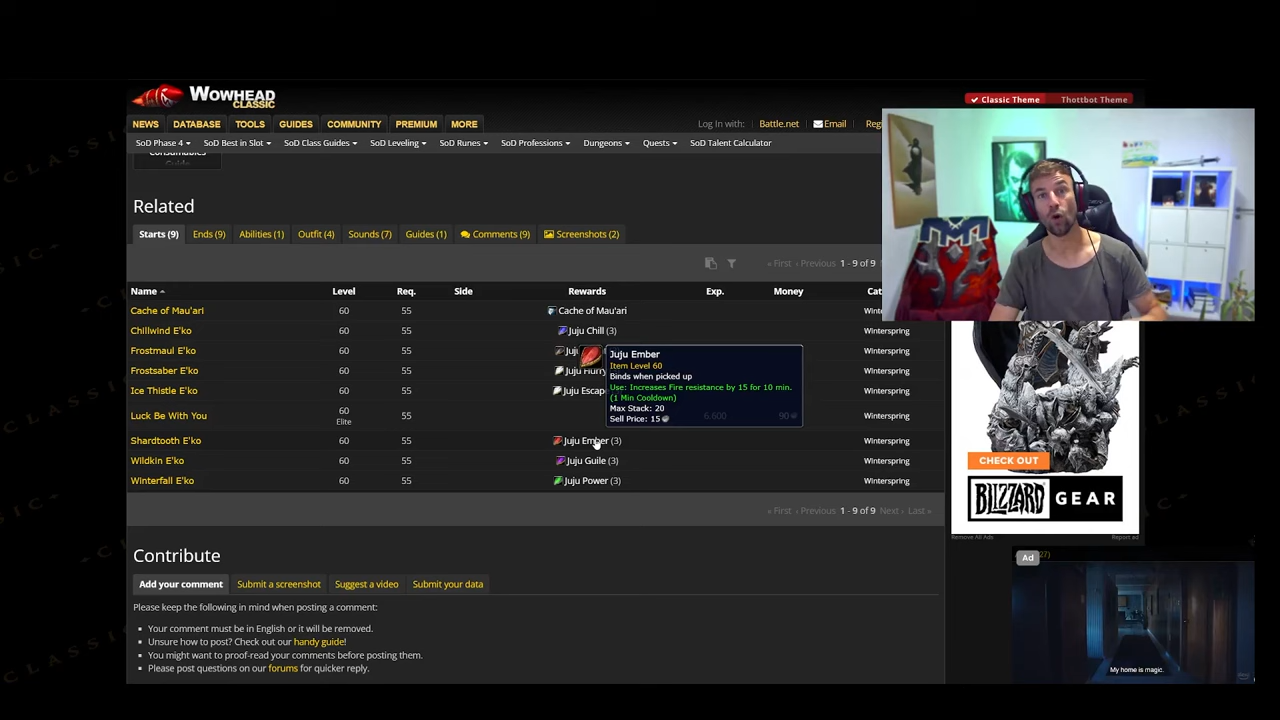 WOWHEAD
CLASSIC
Classic Theme Thottbot Theme
NEWS DATABASE TOOLS GUIDES COMMUNITY PREMIUM MORE Log In with: Battle.net Email
SoD Phase 4 SoD Best in Slot SoD Class Guides SoD Leveling SoD Runes SoD Professions Dungeons Quests SoD Talent Calculator
Related
Starts (9) Ends (9) Abilities (1) Outfit (4) Sounds (7) Guides (1) Comments (9) Screenshots (2)
« First ‹ Previous 1 - 9 of 9
Name Level Req. Side Rewards Exp. Money
Cache of Mau'ari 60 55 Cache of Mau'ari
Chillwind E'ko 60 55 Juju Chill (3) Winterspring
Frostmaul E'ko 60 55 Winterspring
Frostsaber E'ko 60 55 Winterspring
Ice Thistle E'ko 60 55 Juju Escap Winterspring
Luck Be With You 60 55 6,600 90 Winterspring
Elite
Shardtooth E'ko 60 55 Juju Ember (3) Winterspring
Wildkin E'ko 60 55 Juju Guile (3) Winterspring
Winterfall E'ko 60 55 Juju Power (3) Winterspring
Juju Ember
Item Level 60
Binds when picked up
Use: Increases Fire resistance by 15 for 10 min.
(1 Min Cooldown)
Max Stack: 20
Sell Price: 15
« First ‹ Previous 1 - 9 of 9 Next › Last »
Contribute
Add your comment Submit a screenshot Suggest a video Submit your data
Please keep the following in mind when posting a comment:
Your comment must be in English or it will be removed.
Unsure how to post? Check out our handy guide!
You might want to proof-read your comments before posting them.
Please post questions on our forums for quicker reply.
CHECK OUT
BLIZZARD GEAR
Remove All Ads Report ad
Ad
My home is magic.